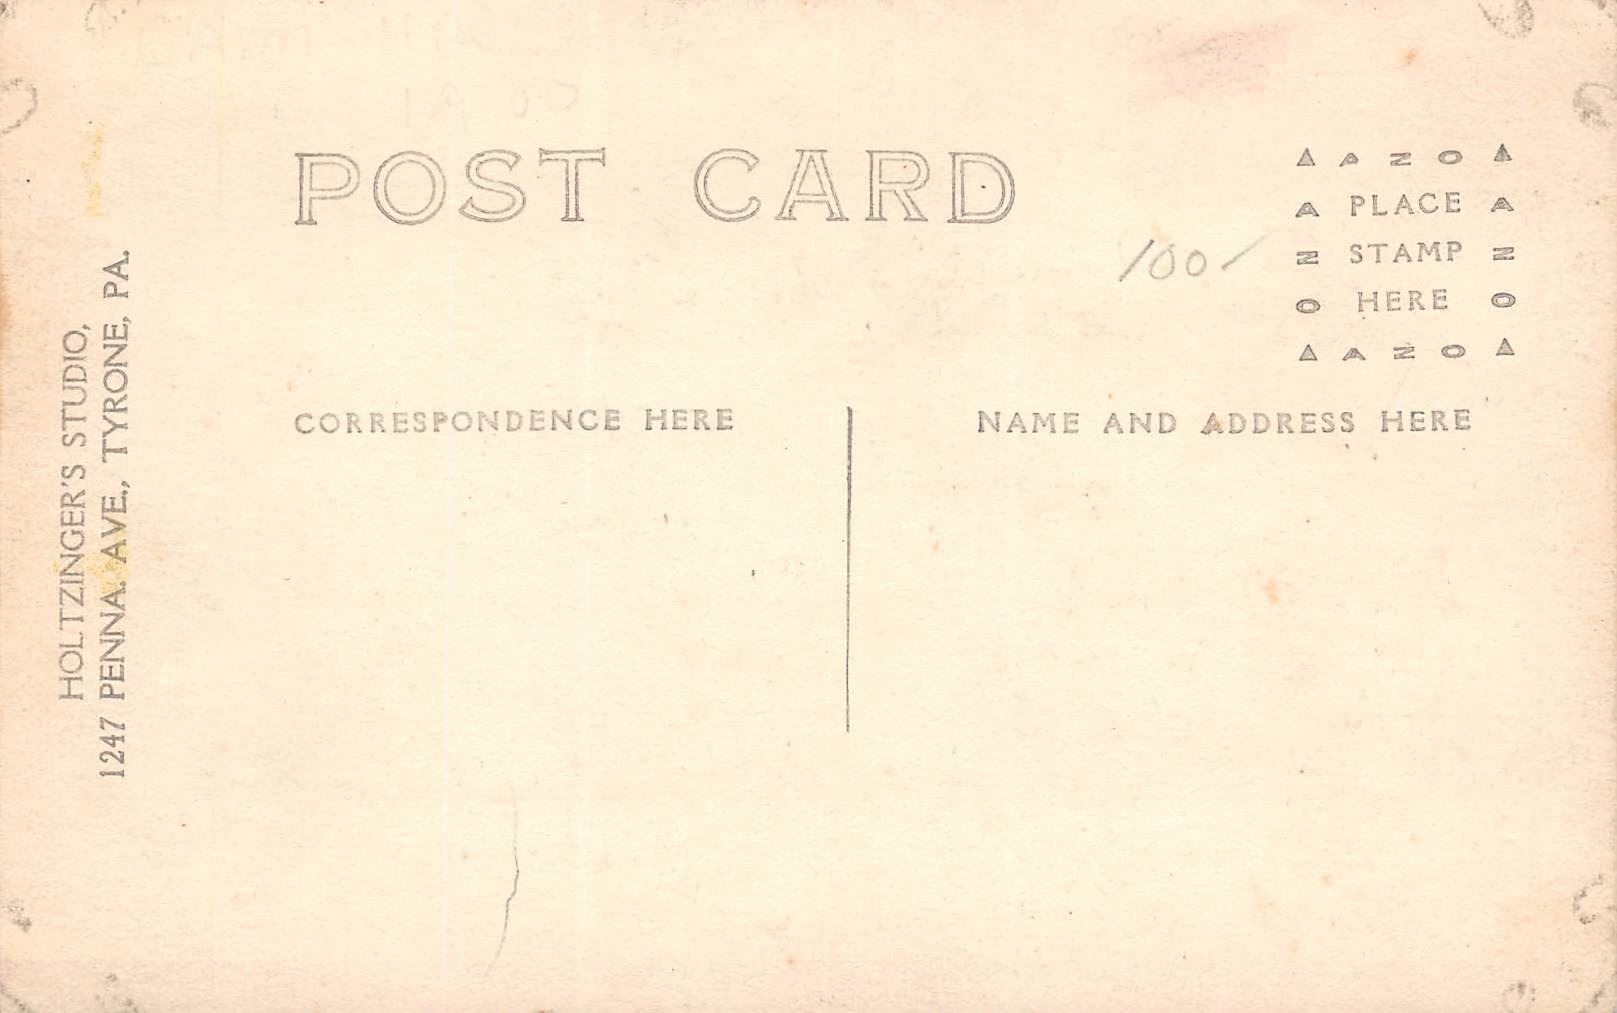 HOLTZINGER'S STUDIO,
1247 PENNA. AVE., TYRONE, PA.
POST CARD
100-
▲ A Z O ▲
A PLACE A
Z STAMP Z
O HERE O
▲ A Z O ▲
CORRESPONDENCE HERE
NAME AND ADDRESS HERE